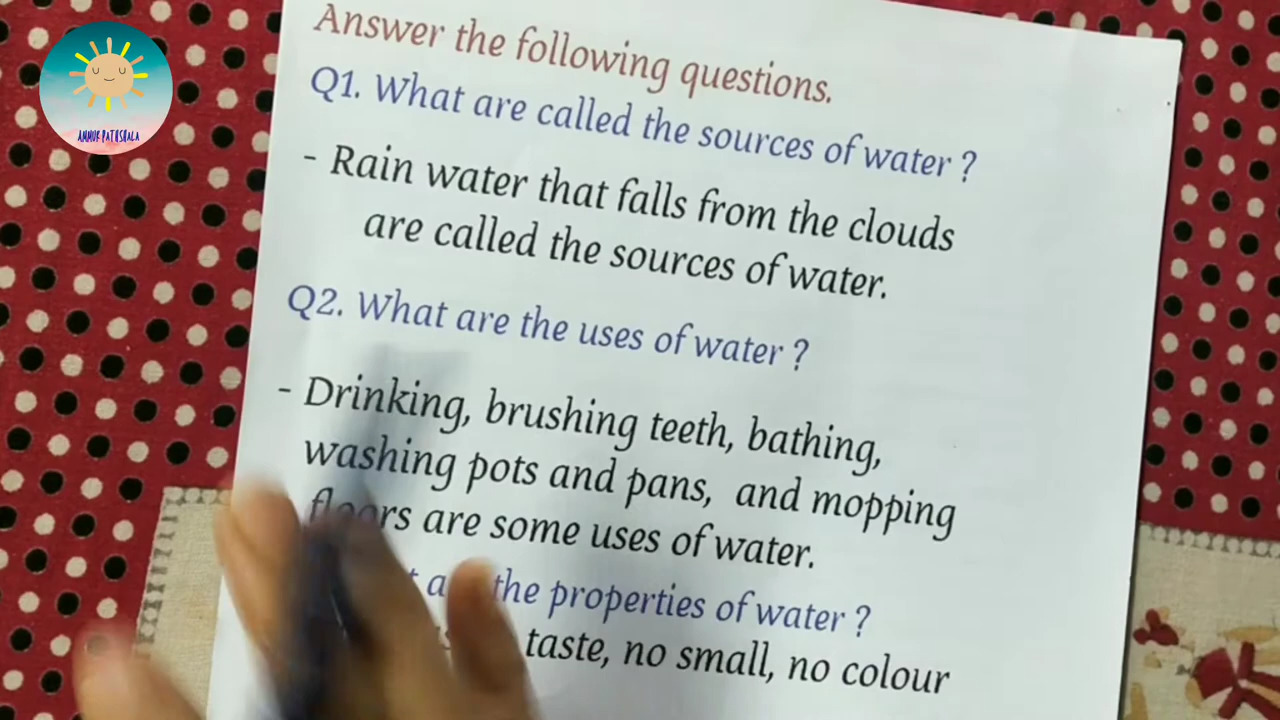 AMMUR PATHSHALA
Answer the following questions.
Q1. What are called the sources of water ?
- Rain water that falls from the clouds
are called the sources of water.
Q2. What are the uses of water ?
- Drinking, brushing teeth, bathing,
washing pots and pans, and mopping
floors are some uses of water.
the properties of water ?
taste, no small, no colour